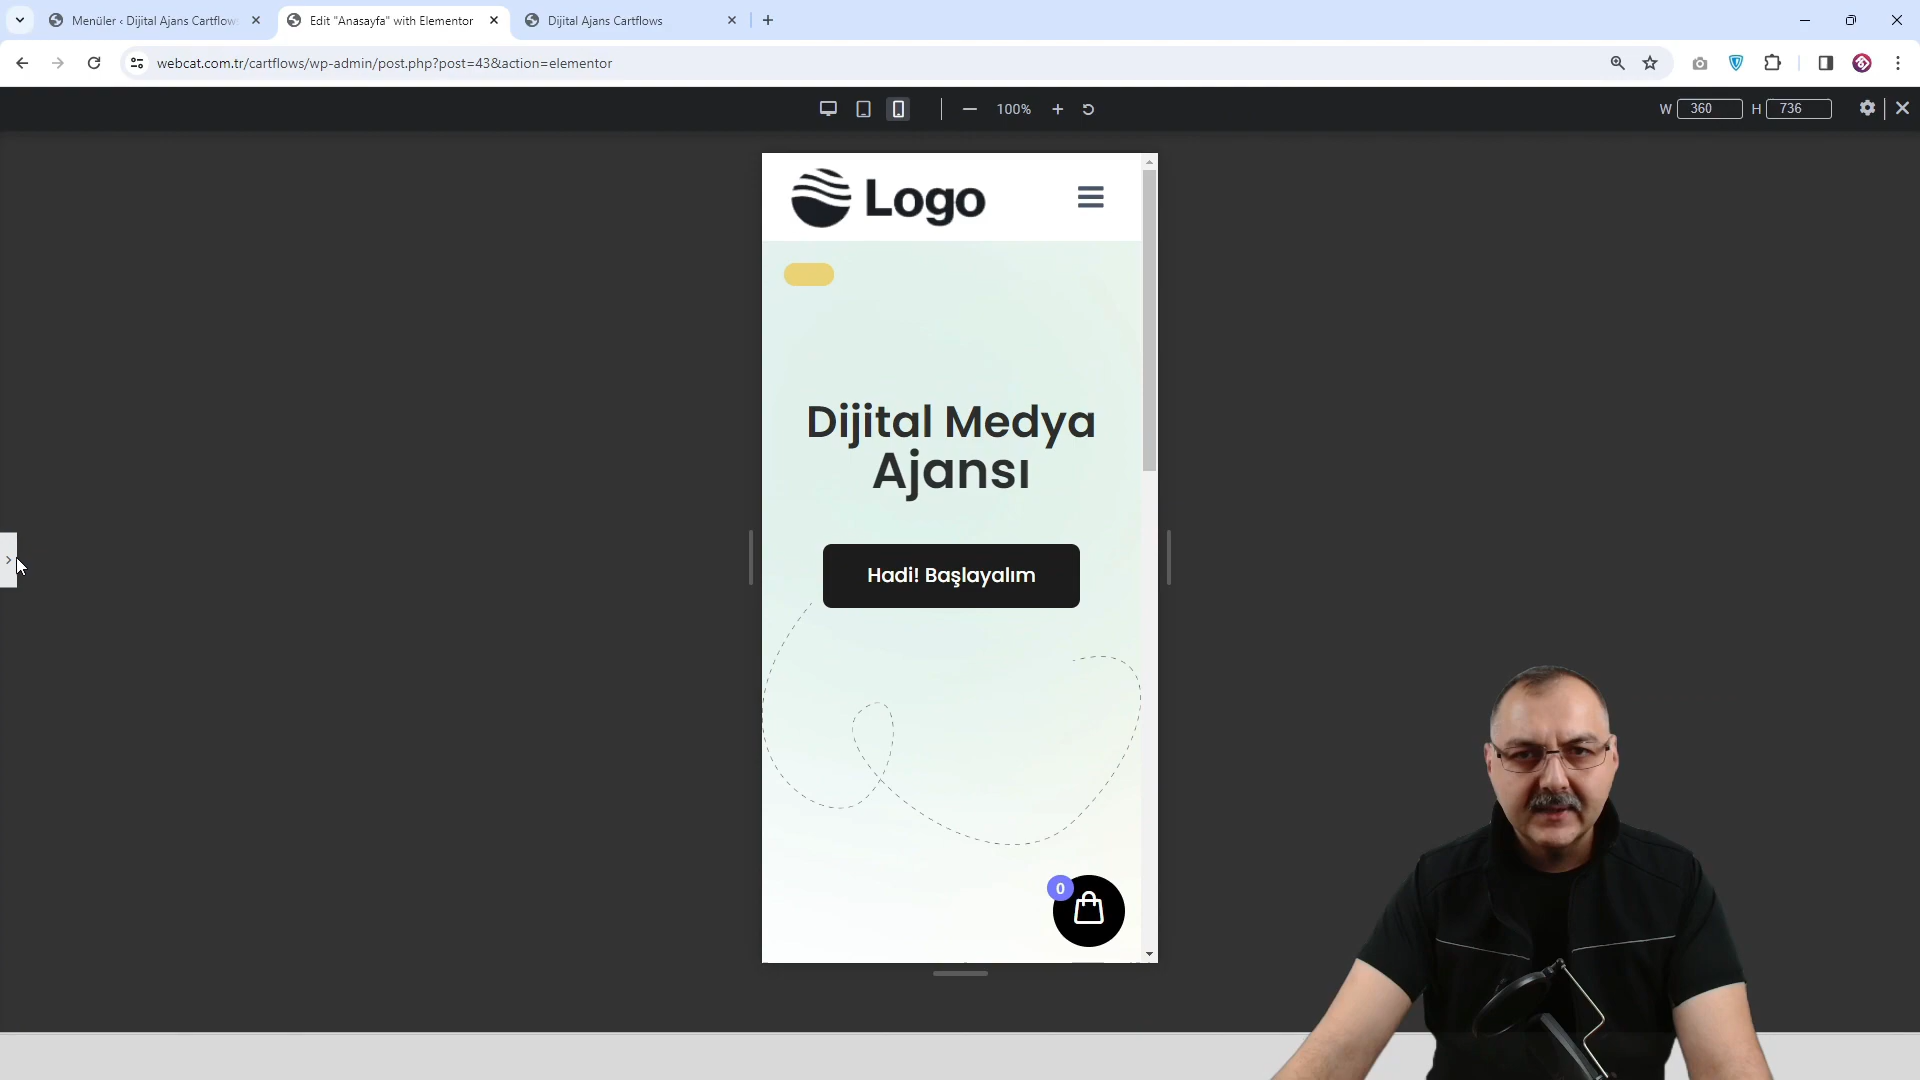 Menüler ‹ Dijital Ajans Cartflow
Edit "Anasayfa" with Elementor
Dijital Ajans Cartflows
webcat.com.tr/cartflows/wp-admin/post.php?post=43&action=elementor
100%
W 360 H 736
Logo
Dijital Medya
Ajansı
Hadi! Başlayalım
0